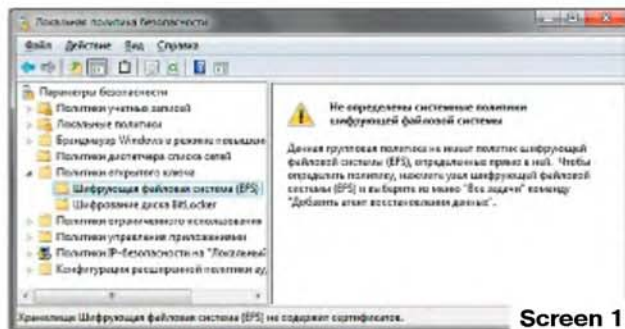 Локальная политика безопасности
Файл Действие Вид Справка
Параметры безопасности
Политики учетных записей
Локальные политики
Брандмауэр Windows в режиме повышен
Политики диспетчера списка сетей
Политики открытого ключа
Шифрующая файловая система (EFS)
Шифрование диска BitLocker
Политики ограниченного использования
Политики управления приложениями
Политики IP-безопасности на "Локальный
Конфигурация расширенной политики ау
Не определены системные политики
шифрующей файловой системы
Данная групповая политика не имеет политик шифрующей
файловой системы (EFS), определенные прямо в ней. Чтобы
определить политику, нажмите узел шифрующей файловой
системы (EFS) и выберите из меню "Все задачи" команду
"Добавить агент восстановления данных".
Хранилище Шифрующая файловая система (EFS) не содержит сертификатов.
Screen 1